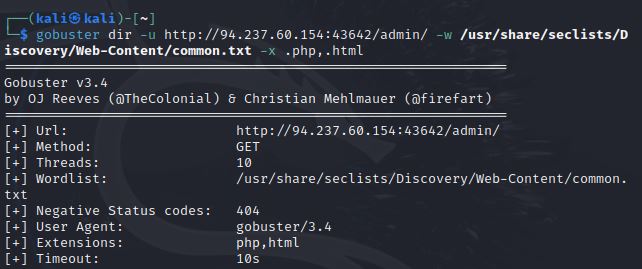 ┌──(kali㉿kali)-[~]
└─$ gobuster dir -u http://94.237.60.154:43642/admin/ -w /usr/share/seclists/D
iscovery/Web-Content/common.txt -x .php,.html
===============================================================
Gobuster v3.4
by OJ Reeves (@TheColonial) & Christian Mehlmauer (@firefart)
===============================================================
[+] Url:                     http://94.237.60.154:43642/admin/
[+] Method:                  GET
[+] Threads:                 10
[+] Wordlist:                /usr/share/seclists/Discovery/Web-Content/common.
txt
[+] Negative Status codes:   404
[+] User Agent:              gobuster/3.4
[+] Extensions:              php,html
[+] Timeout:                 10s